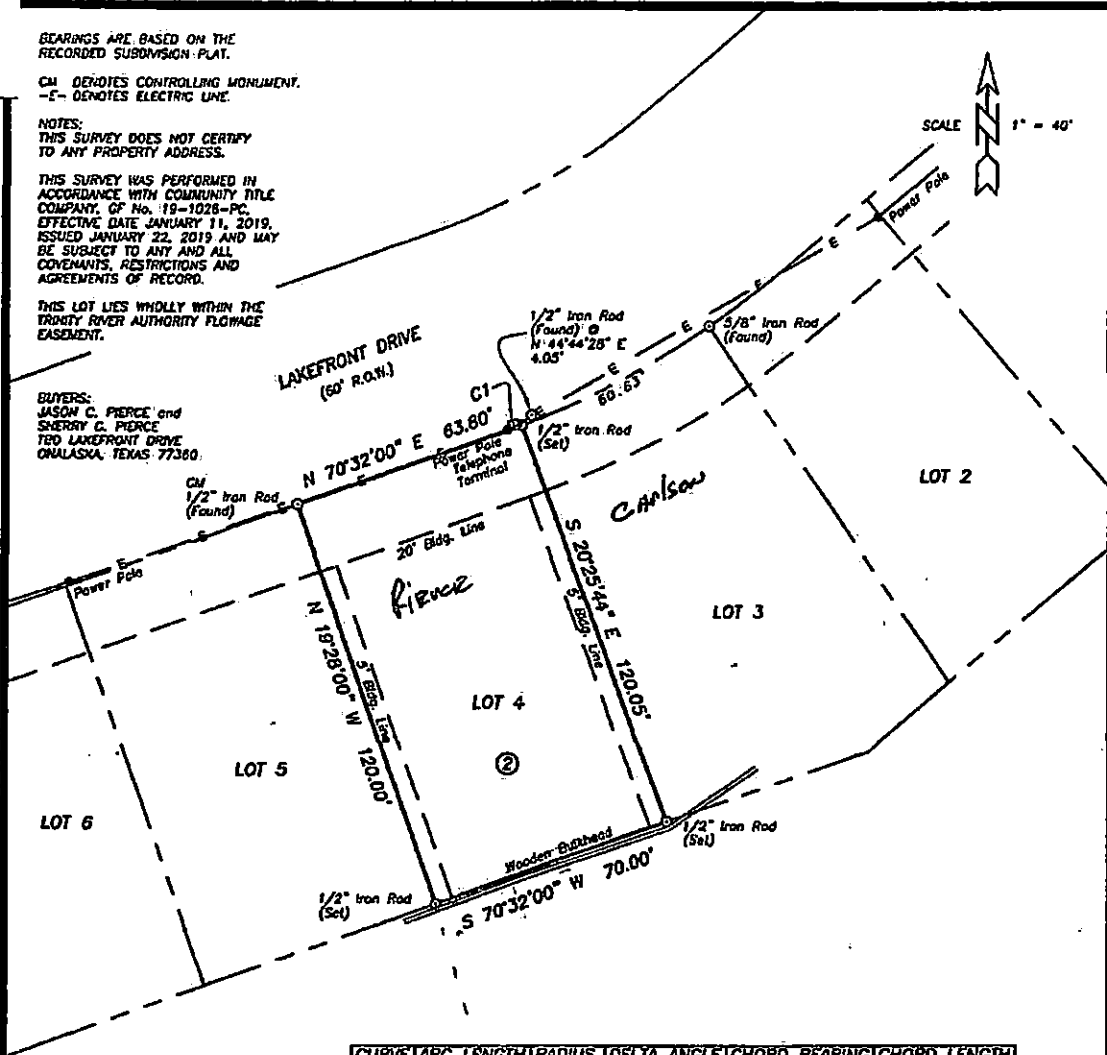 BEARINGS ARE BASED ON THE
RECORDED SUBDIVISION PLAT.
CM DENOTES CONTROLLING MONUMENT.
-E- DENOTES ELECTRIC LINE.
NOTES:
THIS SURVEY DOES NOT CERTIFY
TO ANY PROPERTY ADDRESS.
THIS SURVEY WAS PERFORMED IN
ACCORDANCE WITH COMMUNITY TITLE
COMPANY, GF No. 19-1026-PC,
EFFECTIVE DATE JANUARY 11, 2019,
ISSUED JANUARY 22, 2019 AND MAY
BE SUBJECT TO ANY AND ALL
COVENANTS, RESTRICTIONS AND
AGREEMENTS OF RECORD.
THIS LOT LIES WHOLLY WITHIN THE
TRINITY RIVER AUTHORITY FLOWAGE
EASEMENT.
BUYERS:
JASON C. PIERCE and
SHERRY C. PIERCE
TBD LAKEFRONT DRIVE
ONALASKA, TEXAS 77360
SCALE N 1" = 40'
Power Pole
LAKEFRONT DRIVE
(60' R.O.W.)
1/2" Iron Rod
(Found) @
N 44°44'28" E
4.05'
5/8" Iron Rod
(Found)
60.63
C1
N 70°32'00" E 63.80'
1/2" Iron Rod
(Set)
Power Pole
Telephone
Terminal
CM
1/2" Iron Rod
(Found)
Power Pole
20' Bldg. Line
Pierce
Carlson
LOT 2
LOT 3
LOT 4
②
LOT 5
LOT 6
N 19°28'00" W 120.00'
5' Bldg. Line
S 20°25'44" E 120.05'
5' Bldg. Line
Wooden Bulkhead
1/2" Iron Rod
(Set)
1/2" Iron Rod
(Set)
S 70°32'00" W 70.00'
E E E E E E E E E
S
CURVE ARC LENGTH RADIUS DELTA ANGLE CHORD BEARING CHORD LENGTH